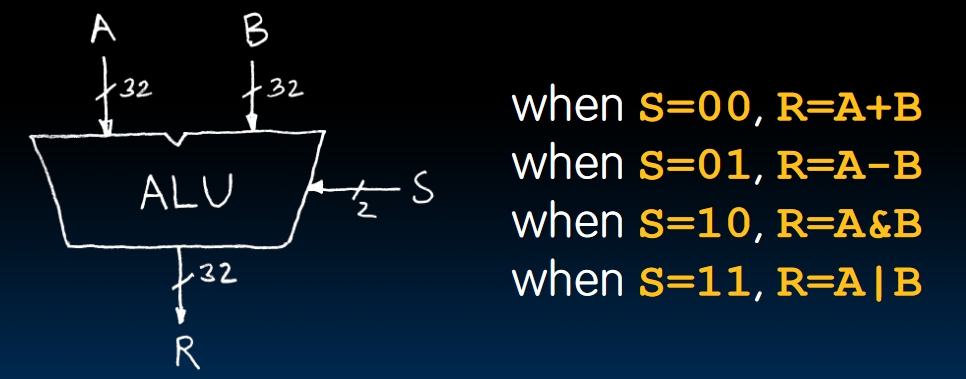 A B
32 32
ALU
2 S
32
R
when S=00, R=A+B
when S=01, R=A-B
when S=10, R=A&B
when S=11, R=A|B